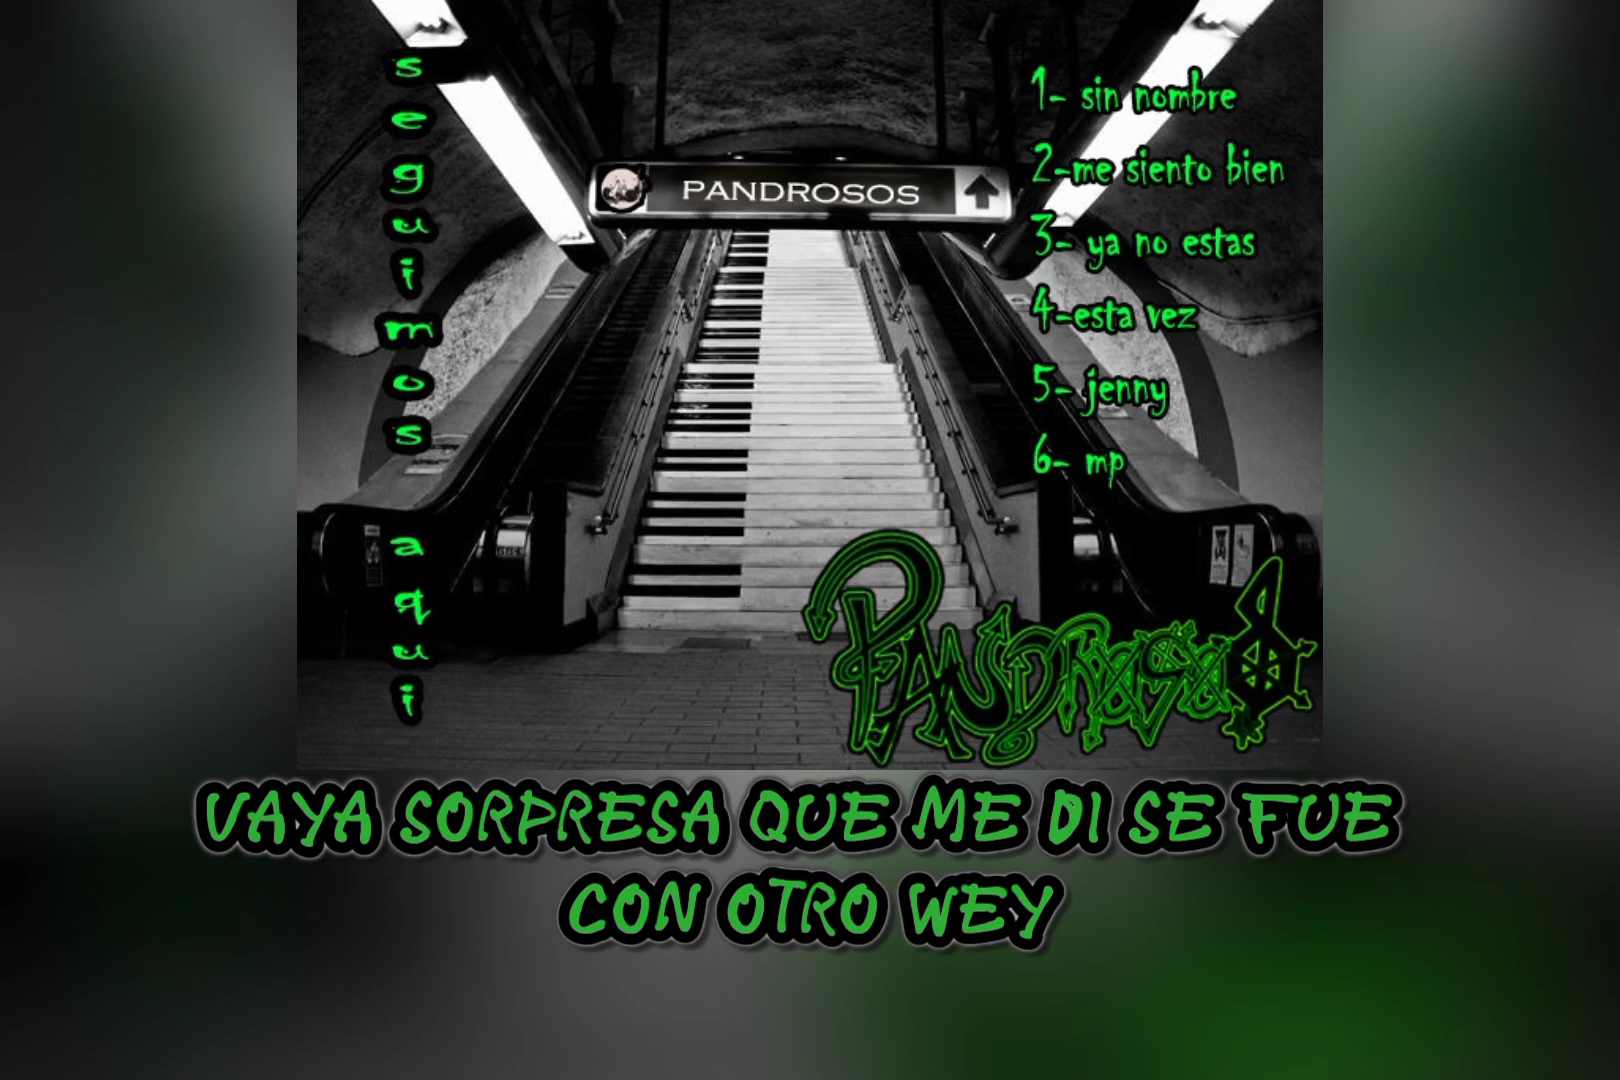 seguimos aqui
PANDROSOS
1- sin nombre
2-me siento bien
3- ya no estas
4-esta vez
5- jenny
6- mp
PANDROSOS
VAYA SORPRESA QUE ME DI SE FUE
CON OTRO WEY